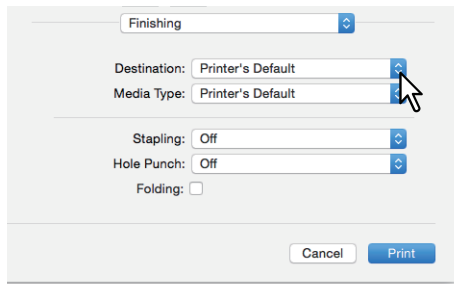 Finishing
Destination: Printer's Default
Media Type: Printer's Default
Stapling: Off
Hole Punch: Off
Folding:
Cancel Print